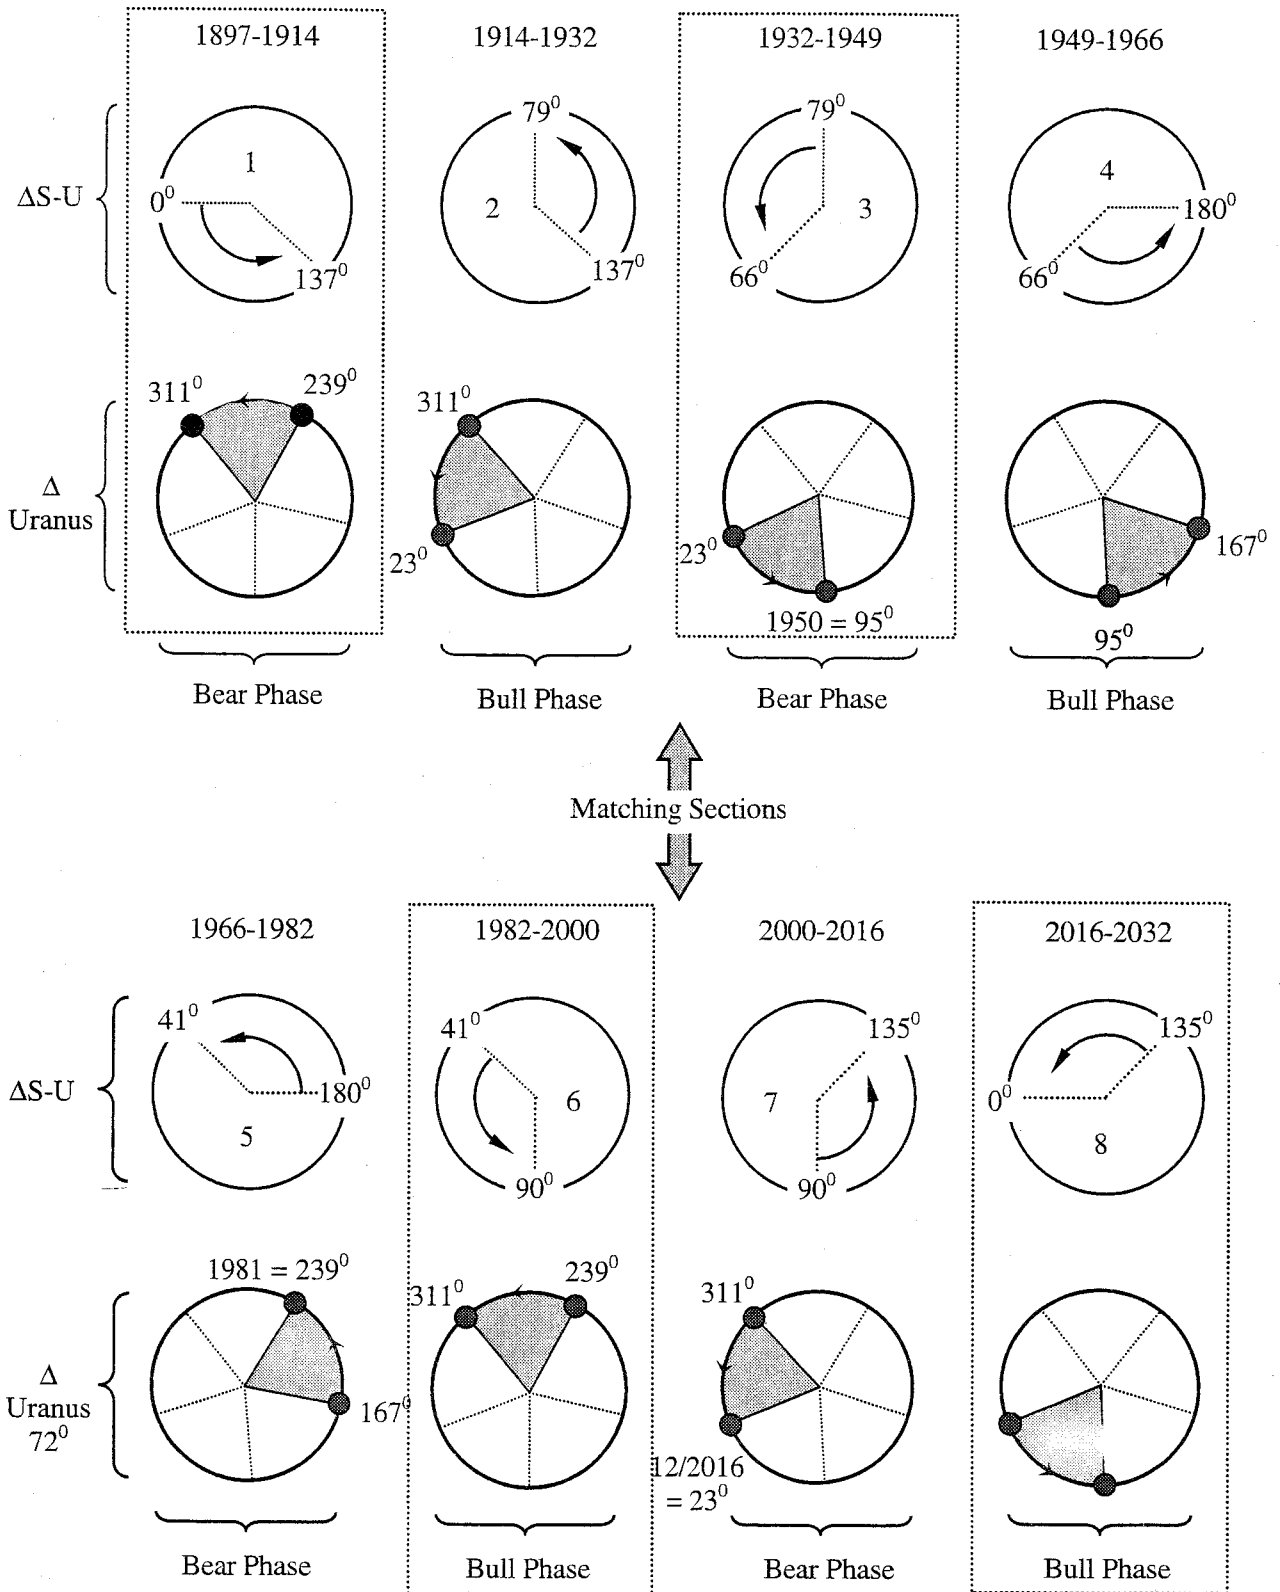 1897-1914
1914-1932
1932-1949
1949-1966
ΔS-U
1
0⁰
137⁰
79⁰
2
137⁰
79⁰
3
66⁰
4
180⁰
66⁰
Δ
Uranus
311⁰
239⁰
311⁰
23⁰
23⁰
1950 = 95⁰
167⁰
95⁰
Bear Phase
Bull Phase
Bear Phase
Bull Phase
Matching Sections
1966-1982
1982-2000
2000-2016
2016-2032
ΔS-U
41⁰
180⁰
5
41⁰
6
90⁰
135⁰
7
90⁰
135⁰
0⁰
8
Δ
Uranus
72⁰
1981 = 239⁰
167⁰
311⁰
239⁰
311⁰
12/2016
= 23⁰
Bear Phase
Bull Phase
Bear Phase
Bull Phase